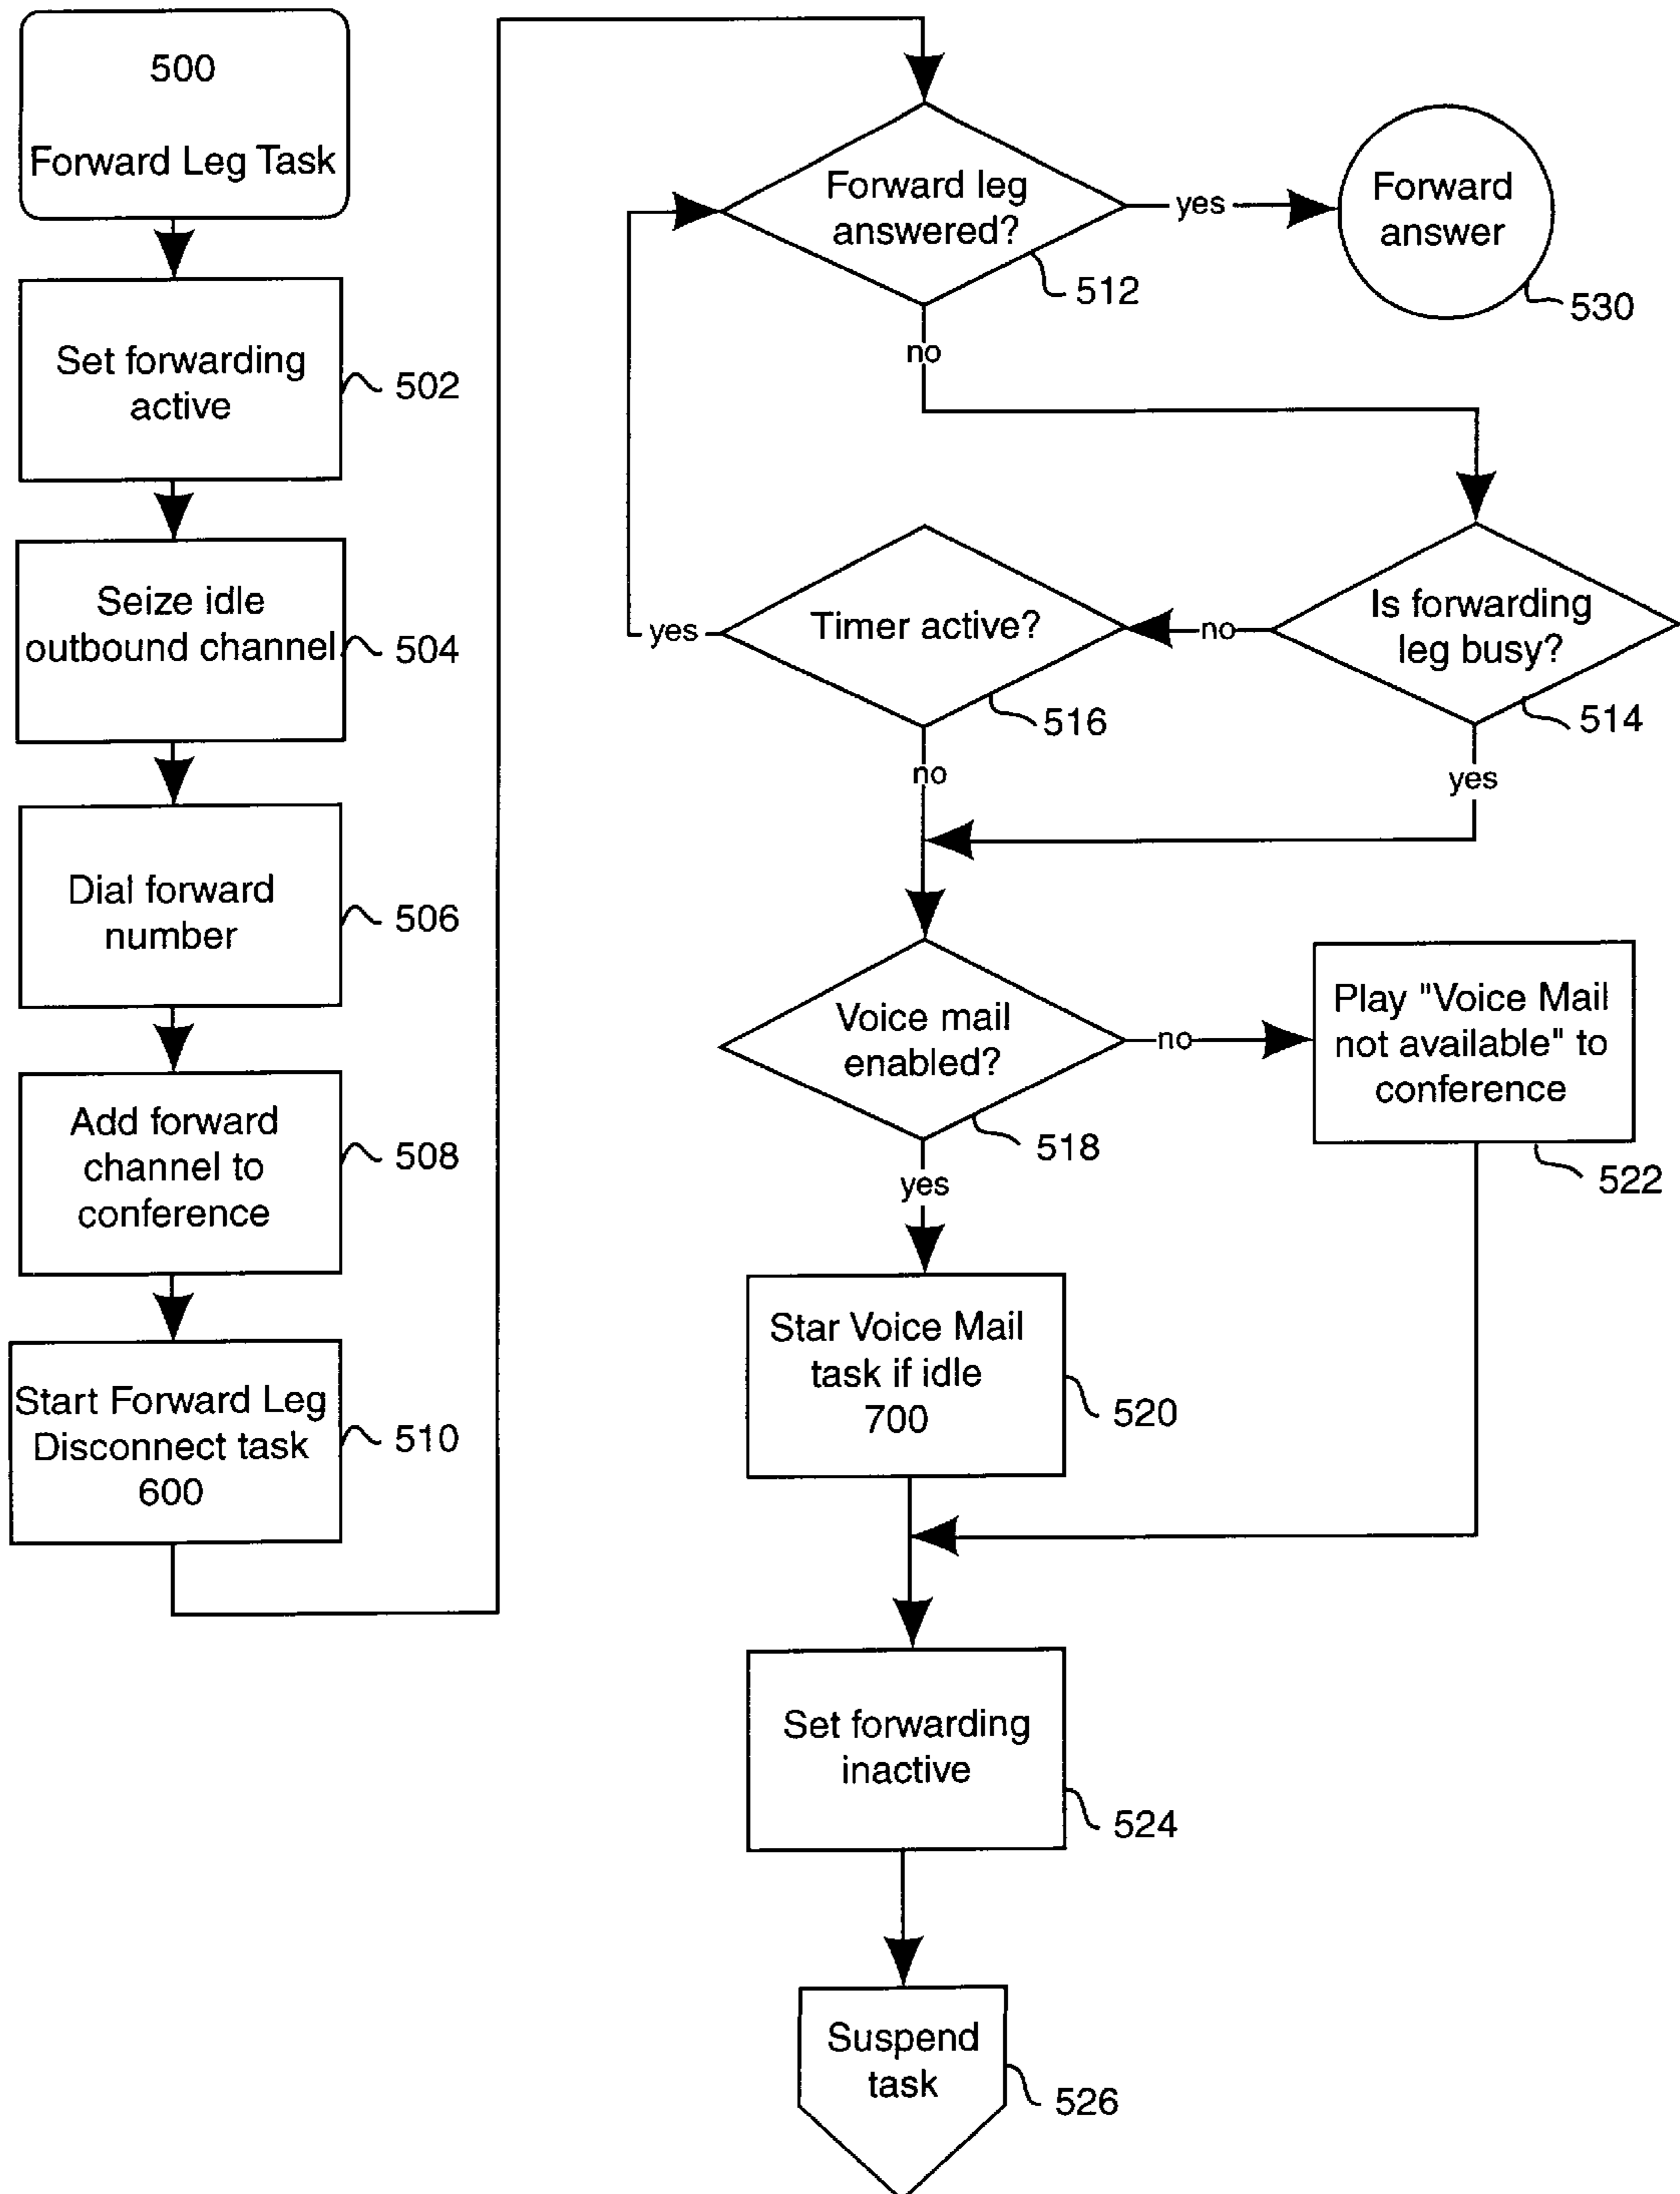 500
Forward Leg Task
Set forwarding
active
502
Seize idle
outbound channel
504
Dial forward
number
506
Add forward
channel to
conference
508
Start Forward Leg
Disconnect task
600
510
Forward leg
answered?
512
yes
Forward
answer
530
no
Is forwarding
leg busy?
514
no
yes
Timer active?
516
yes
no
Voice mail
enabled?
518
no
Play "Voice Mail
not available" to
conference
522
yes
Star Voice Mail
task if idle
700
520
Set forwarding
inactive
524
Suspend
task
526